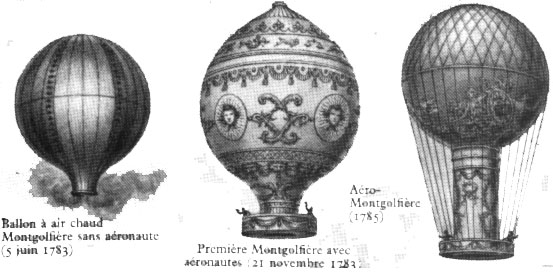 Ballon à air chaud
Montgolfière sans aéronaute
(5 juin 1783)
Première Montgolfière avec
aéronautes (21 novembre 1783)
Aéro-
Montgolfière
(1785)